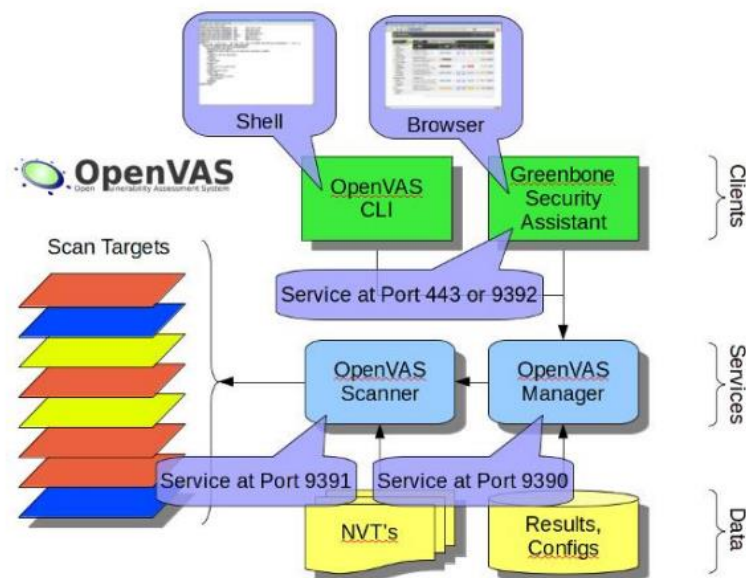 Shell
Browser
OpenVAS
Open Vulnerability Assessment System
OpenVAS
CLI
Greenbone
Security
Assistant
Clients
Scan Targets
Service at Port 443 or 9392
OpenVAS
Scanner
OpenVAS
Manager
Services
Service at Port 9391
Service at Port 9390
NVT's
Results,
Configs
Data